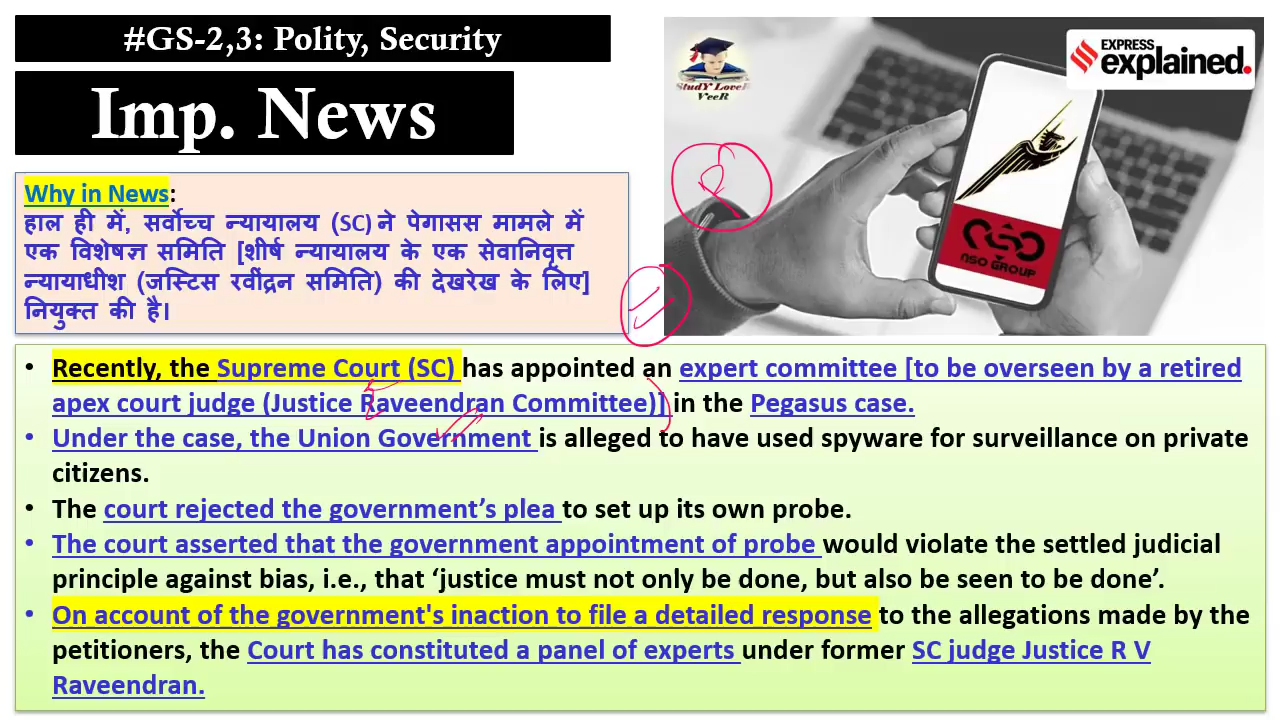 #GS-2,3: Polity, Security
Imp. News
StudY LoveR
VeeR
EXPRESS
explained.
NSO GROUP
Why in News:
हाल ही में, सर्वोच्च न्यायालय (SC) ने पेगासस मामले में
एक विशेषज्ञ समिति [शीर्ष न्यायालय के एक सेवानिवृत्त
न्यायाधीश (जस्टिस रवींद्रन समिति) की देखरेख के लिए]
नियुक्त की है।
• Recently, the Supreme Court (SC) has appointed an expert committee [to be overseen by a retired
apex court judge (Justice Raveendran Committee)] in the Pegasus case.
• Under the case, the Union Government is alleged to have used spyware for surveillance on private
citizens.
• The court rejected the government’s plea to set up its own probe.
• The court asserted that the government appointment of probe would violate the settled judicial
principle against bias, i.e., that ‘justice must not only be done, but also be seen to be done’.
• On account of the government's inaction to file a detailed response to the allegations made by the
petitioners, the Court has constituted a panel of experts under former SC judge Justice R V
Raveendran.